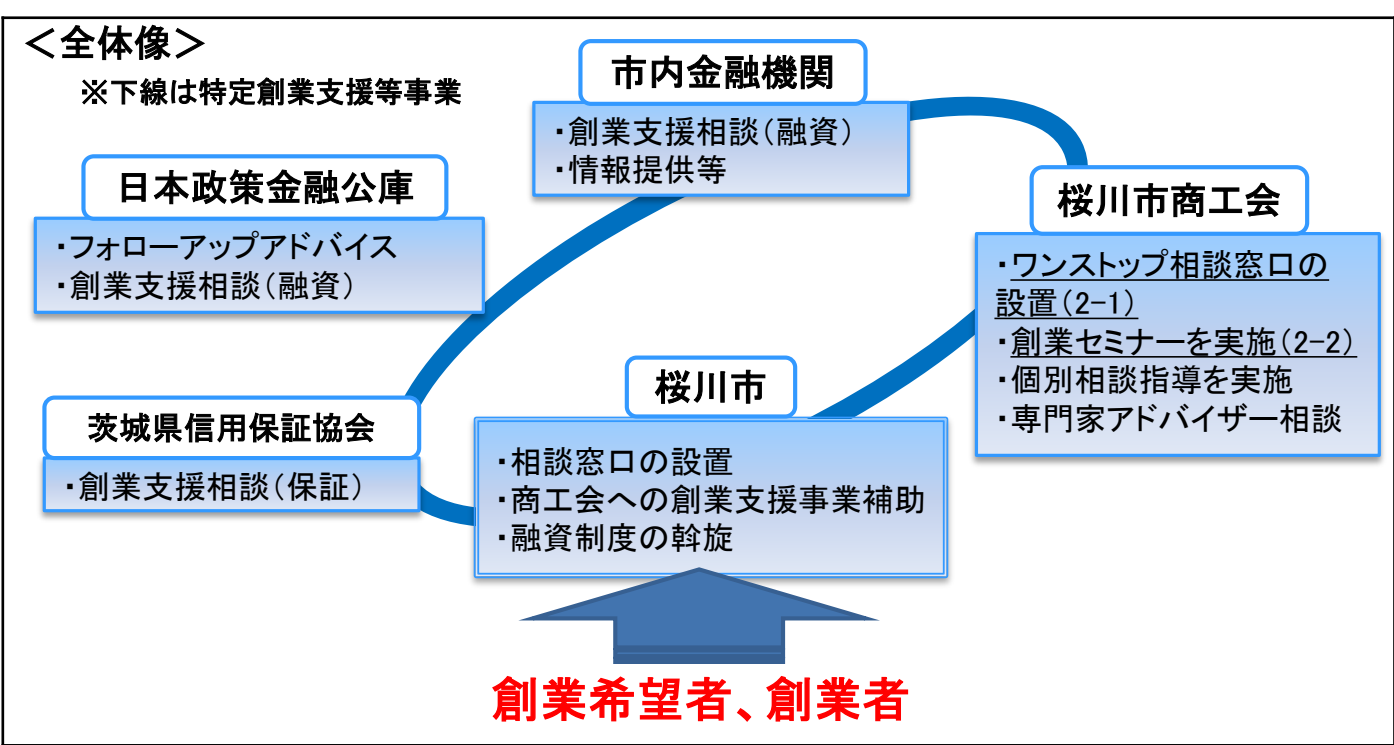 ＜全体像＞
※下線は特定創業支援等事業
市内金融機関
・創業支援相談（融資）
・情報提供等
日本政策金融公庫
・フォローアップアドバイス
・創業支援相談（融資）
桜川市商工会
・ワンストップ相談窓口の
設置（2-1）
・創業セミナーを実施（2-2）
・個別相談指導を実施
・専門家アドバイザー相談
茨城県信用保証協会
・創業支援相談（保証）
桜川市
・相談窓口の設置
・商工会への創業支援事業補助
・融資制度の斡旋
創業希望者、創業者